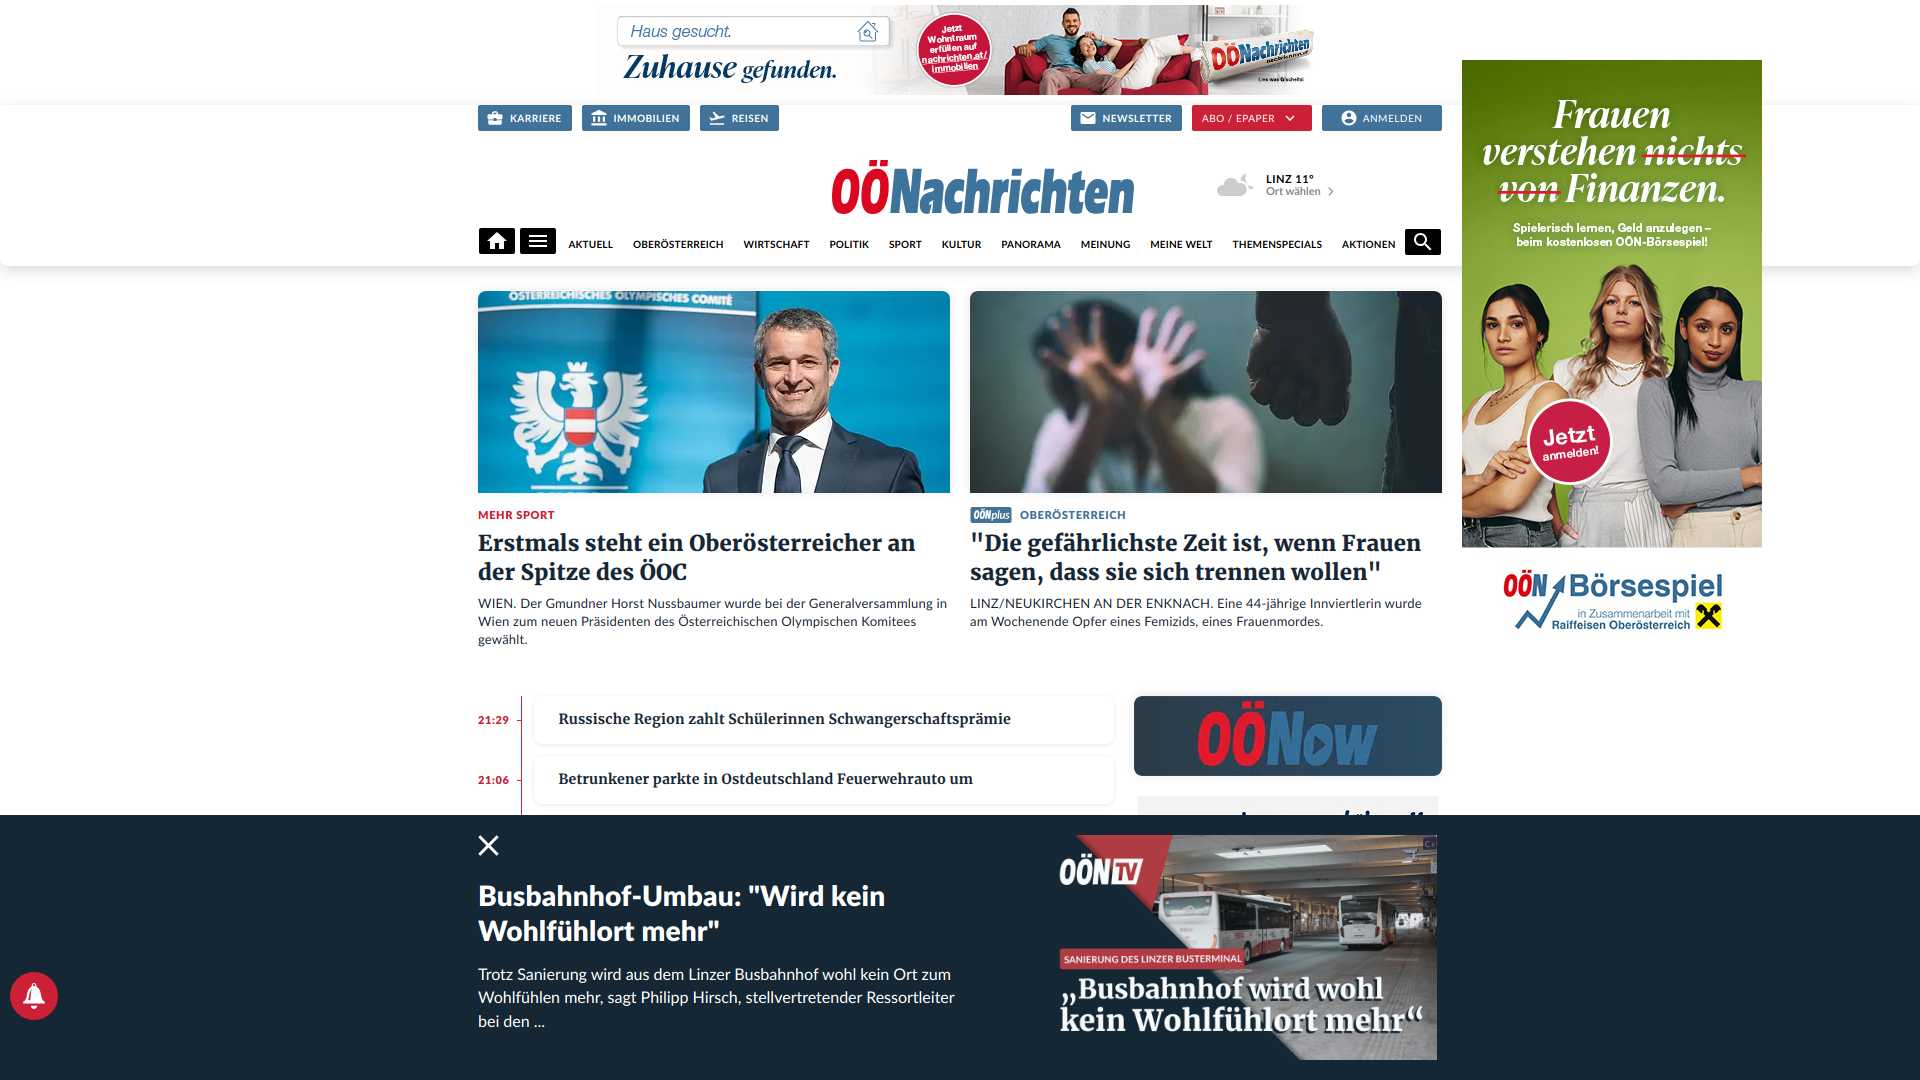 Haus gesucht.
Zuhause gefunden.
Jetzt
Wohntraum
erfüllen auf
nachrichten.at/
immobilien
OÖNachrichten
Lies was G'scheits!
KARRIERE
IMMOBILIEN
REISEN
NEWSLETTER
ABO / EPAPER
ANMELDEN
OÖNachrichten
LINZ 11°
Ort wählen
AKTUELL
OBERÖSTERREICH
WIRTSCHAFT
POLITIK
SPORT
KULTUR
PANORAMA
MEINUNG
MEINE WELT
THEMENSPECIALS
AKTIONEN
Frauen
verstehen nichts
von Finanzen.
Spielerisch lernen, Geld anzulegen –
beim kostenlosen OÖN-Börsespiel!
Jetzt
anmelden!
OÖN Börsespiel
in Zusammenarbeit mit
Raiffeisen Oberösterreich
ÖSTERREICHISCHES OLYMPISCHES COMITÉ
MEHR SPORT
Erstmals steht ein Oberösterreicher an
der Spitze des ÖOC
WIEN. Der Gmundner Horst Nussbaumer wurde bei der Generalversammlung in
Wien zum neuen Präsidenten des Österreichischen Olympischen Komitees
gewählt.
OÖNplus OBERÖSTERREICH
"Die gefährlichste Zeit ist, wenn Frauen
sagen, dass sie sich trennen wollen"
LINZ/NEUKIRCHEN AN DER ENKNACH. Eine 44-jährige Innviertlerin wurde
am Wochenende Opfer eines Femizids, eines Frauenmordes.
21:29
Russische Region zahlt Schülerinnen Schwangerschaftsprämie
21:06
Betrunkener parkte in Ostdeutschland Feuerwehrauto um
OÖNow
Busbahnhof-Umbau: "Wird kein
Wohlfühlort mehr"
Trotz Sanierung wird aus dem Linzer Busbahnhof wohl kein Ort zum
Wohlfühlen mehr, sagt Philipp Hirsch, stellvertretender Ressortleiter
bei den ...
OÖN TV
SANIERUNG DES LINZER BUSTERMINAL
„Busbahnhof wird wohl
kein Wohlfühlort mehr“